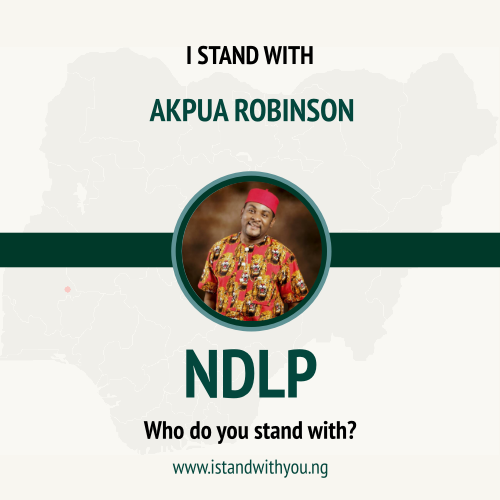 I STAND WITH
AKPUA ROBINSON
NDLP
Who do you stand with?
www.istandwithyou.ng